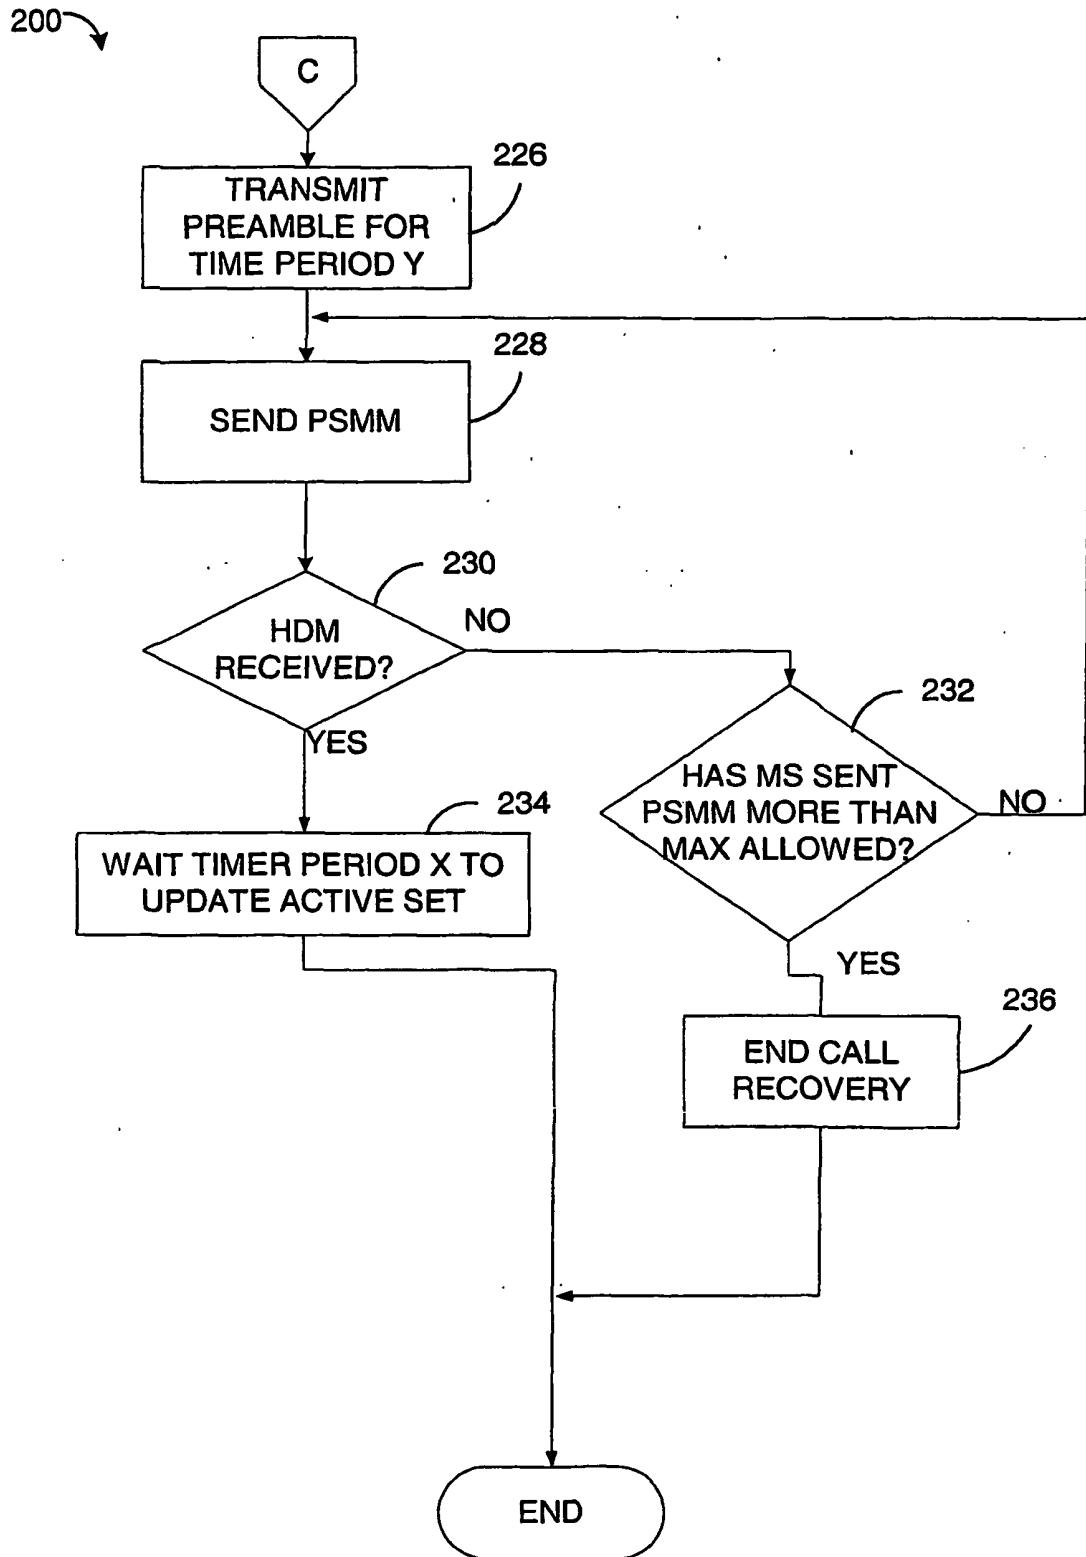 200
C
226
TRANSMIT
PREAMBLE FOR
TIME PERIOD Y
228
SEND PSMM
230
HDM
RECEIVED?
NO
YES
232
HAS MS SENT
PSMM MORE THAN
MAX ALLOWED?
NO
YES
234
WAIT TIMER PERIOD X TO
UPDATE ACTIVE SET
236
END CALL
RECOVERY
END